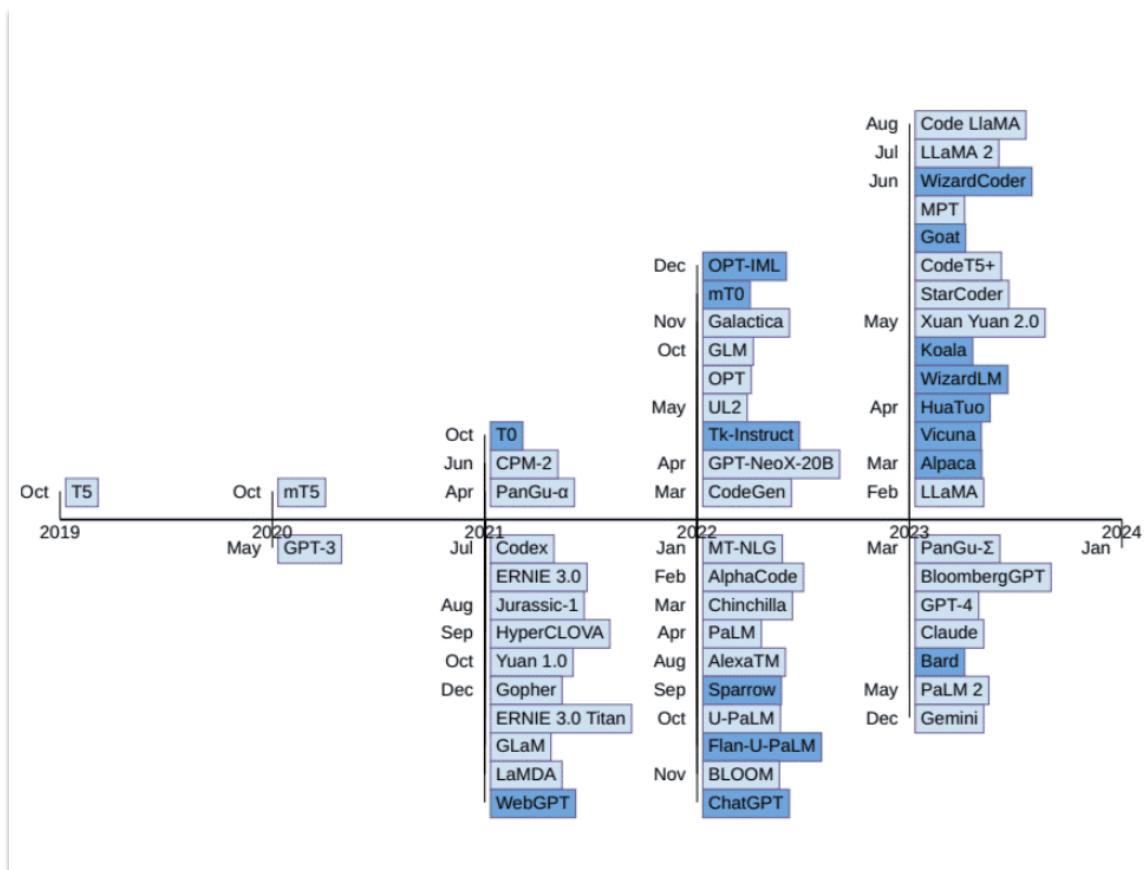 Aug Code LlaMA
Jul LLaMA 2
Jun WizardCoder
MPT
Goat
Dec OPT-IML CodeT5+
mT0 StarCoder
Nov Galactica May Xuan Yuan 2.0
Oct GLM Koala
OPT WizardLM
May UL2 Apr HuaTuo
Oct T0 Tk-Instruct Vicuna
Jun CPM-2 Apr GPT-NeoX-20B Mar Alpaca
Oct T5 Oct mT5 Apr PanGu-α Mar CodeGen Feb LLaMA
2019 2020 2021 2022 2023 2024
May GPT-3 Jul Codex Jan MT-NLG Mar PanGu-Σ Jan
ERNIE 3.0 Feb AlphaCode BloombergGPT
Aug Jurassic-1 Mar Chinchilla GPT-4
Sep HyperCLOVA Apr PaLM Claude
Oct Yuan 1.0 Aug AlexaTM Bard
Dec Gopher Sep Sparrow May PaLM 2
ERNIE 3.0 Titan Oct U-PaLM Dec Gemini
GLaM Flan-U-PaLM
LaMDA Nov BLOOM
WebGPT ChatGPT